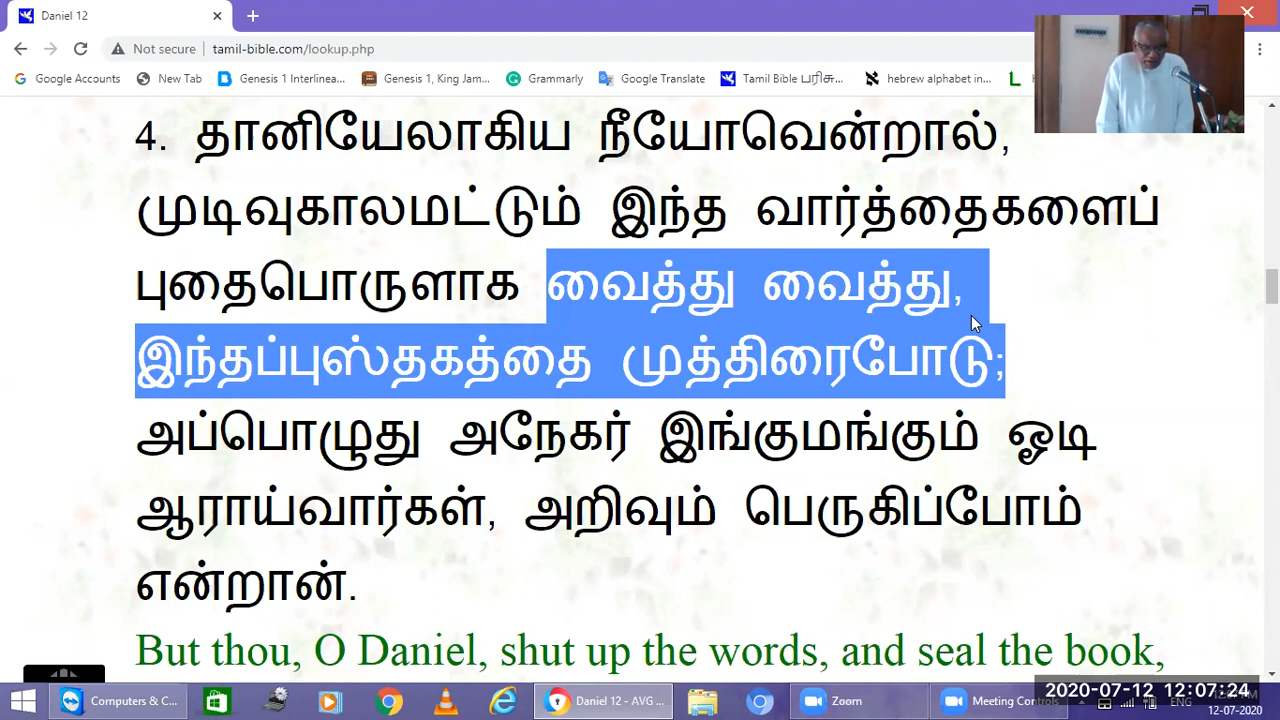 Daniel 12
Not secure tamil-bible.com/lookup.php
Google Accounts New Tab Genesis 1 Interlinea... Genesis 1, King Jam... Grammarly Google Translate Tamil Bible பரிசு... hebrew alphabet in...
4. தானியேலாகிய நீயோவென்றால்,
முடிவுகாலமட்டும் இந்த வார்த்தைகளைப்
புதைபொருளாக வைத்து வைத்து,
இந்தப்புஸ்தகத்தை முத்திரைபோடு;
அப்பொழுது அநேகர் இங்குமங்கும் ஓடி
ஆராய்வார்கள், அறிவும் பெருகிப்போம்
என்றான்.
But thou, O Daniel, shut up the words, and seal the book,
2020-07-12 12:07:24
Computers & C... Daniel 12 - AVG ... Zoom Meeting Controls ENG 12-07-2020